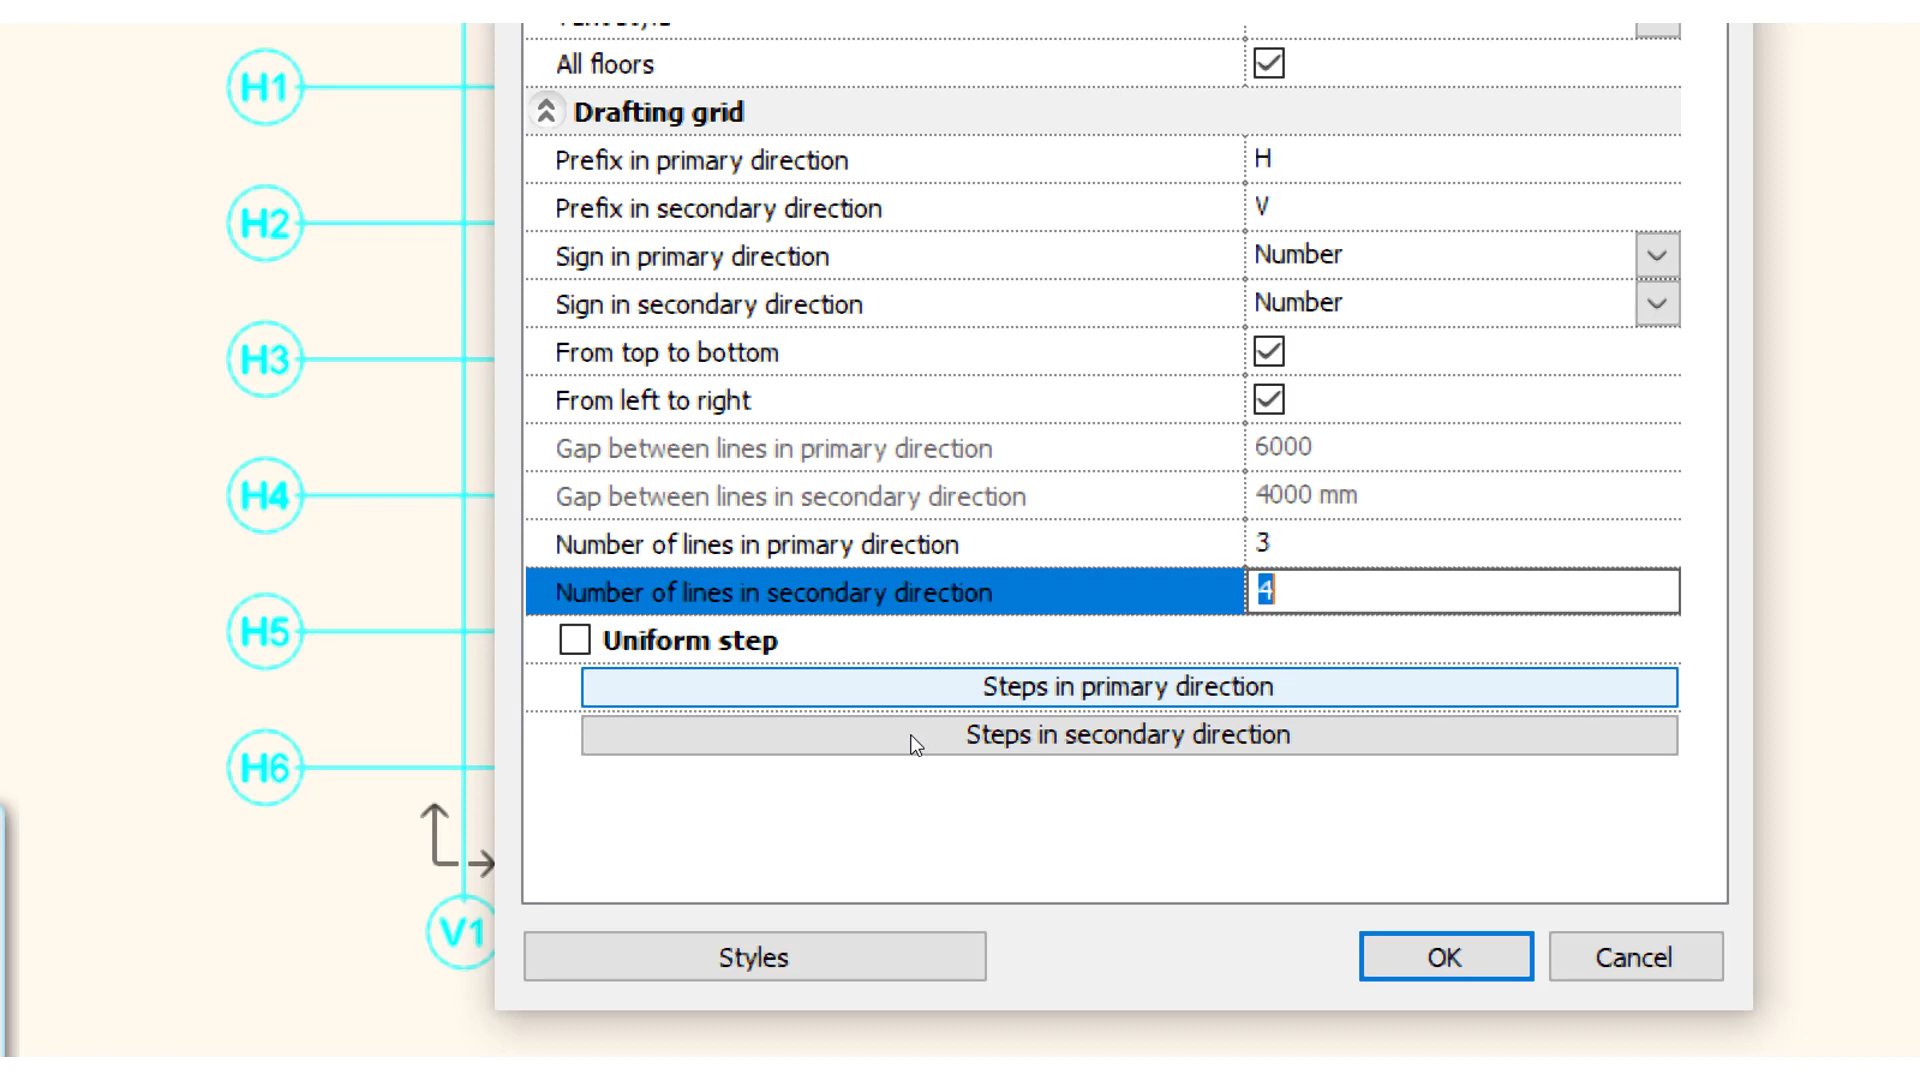 All floors
Drafting grid
Prefix in primary direction H
Prefix in secondary direction V
Sign in primary direction Number
Sign in secondary direction Number
From top to bottom
From left to right
Gap between lines in primary direction 6000
Gap between lines in secondary direction 4000 mm
Number of lines in primary direction 3
Number of lines in secondary direction 4
Uniform step
Steps in primary direction
Steps in secondary direction
Styles OK Cancel
H1
H2
H3
H4
H5
H6
V1